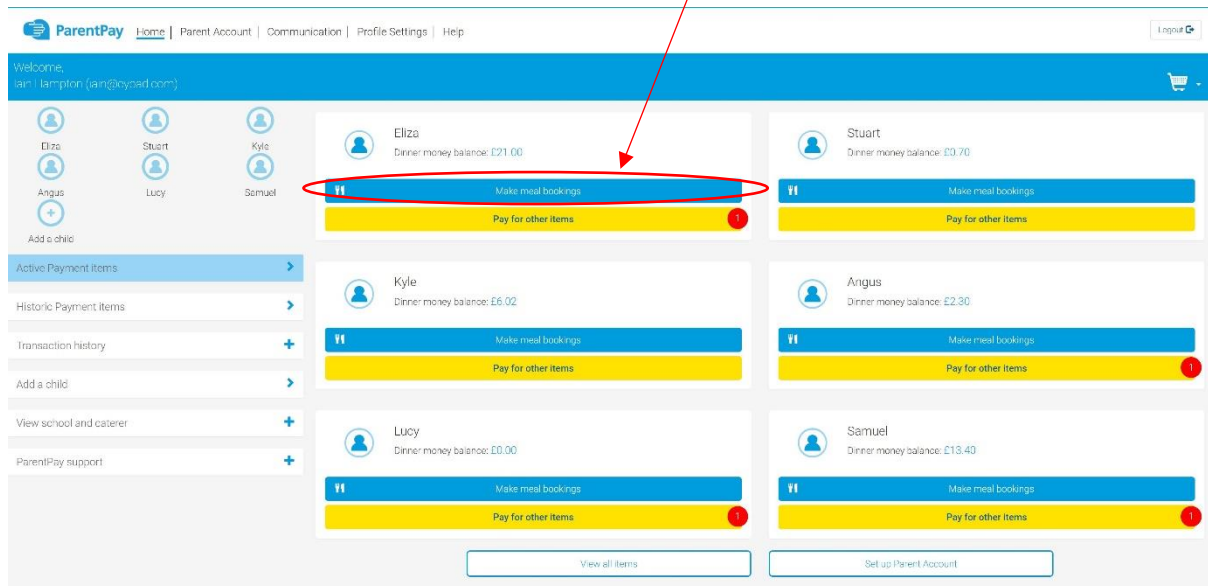 ParentPay Home | Parent Account | Communication | Profile Settings | Help
Logout
Welcome,
Iain Hampton (iain@cypad.com)
Eliza Stuart Kyle
Angus Lucy Samuel
Add a child
Active Payment items
Historic Payment items
Transaction history
Add a child
View school and caterer
ParentPay support
Eliza
Dinner money balance: £21.00
Make meal bookings
Pay for other items 1
Stuart
Dinner money balance: £0.70
Make meal bookings
Pay for other items
Kyle
Dinner money balance: £6.02
Make meal bookings
Pay for other items
Angus
Dinner money balance: £2.30
Make meal bookings
Pay for other items 1
Lucy
Dinner money balance: £0.00
Make meal bookings
Pay for other items 1
Samuel
Dinner money balance: £13.40
Make meal bookings
Pay for other items 1
View all items
Set up Parent Account